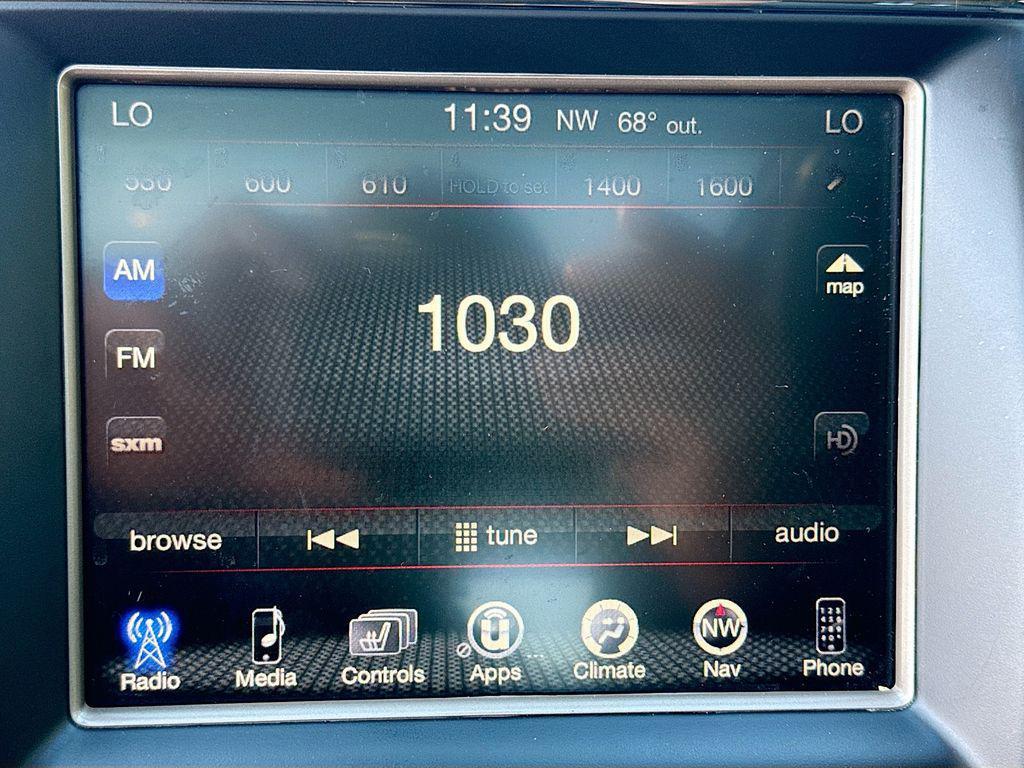 LO 11:39 NW 68° out. LO
600 610 HOLD to set 1400 1600
AM
map
1030
FM
sxm
HD
browse tune audio
NW
Radio Media Controls Apps Climate Nav Phone